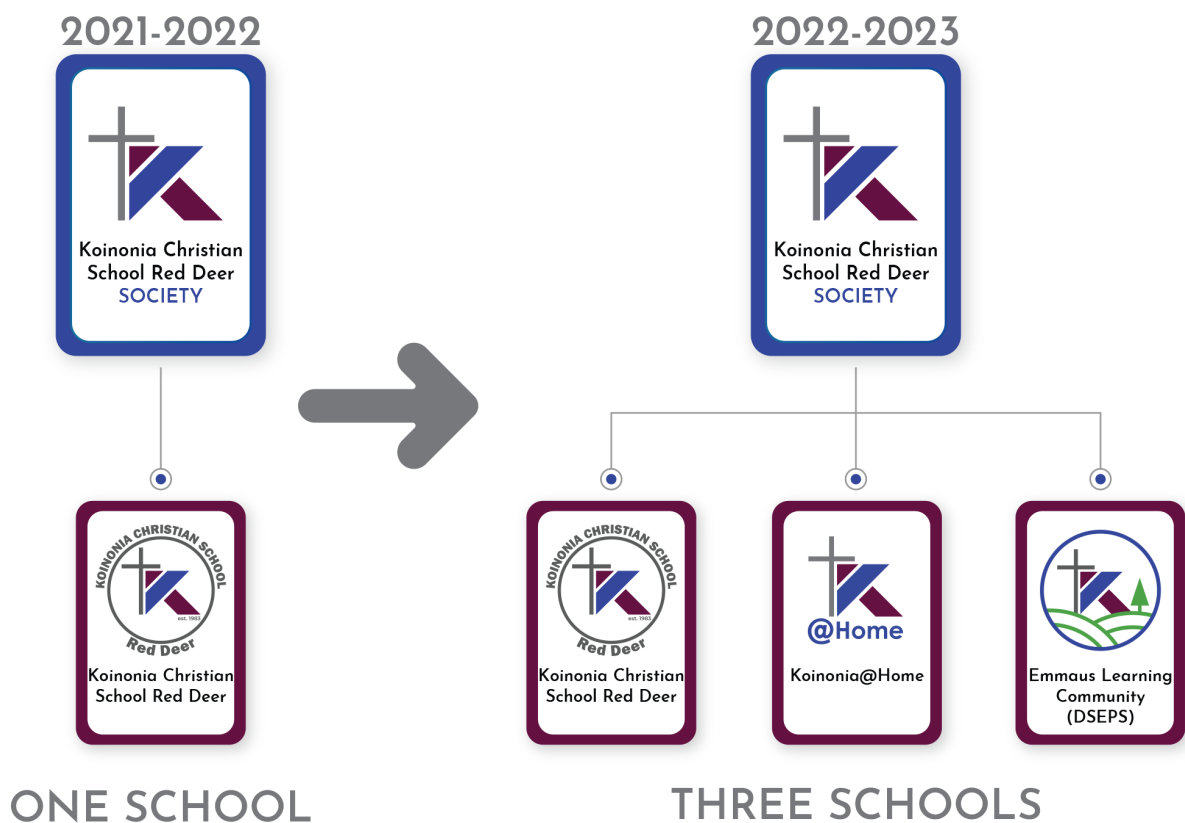 2021-2022
Koinonia Christian
School Red Deer
SOCIETY
KOINONIA CHRISTIAN SCHOOL
est. 1983
Red Deer
Koinonia Christian
School Red Deer
ONE SCHOOL
2022-2023
Koinonia Christian
School Red Deer
SOCIETY
KOINONIA CHRISTIAN SCHOOL
est. 1983
Red Deer
Koinonia Christian
School Red Deer
@Home
Koinonia@Home
Emmaus Learning
Community
(DSEPS)
THREE SCHOOLS